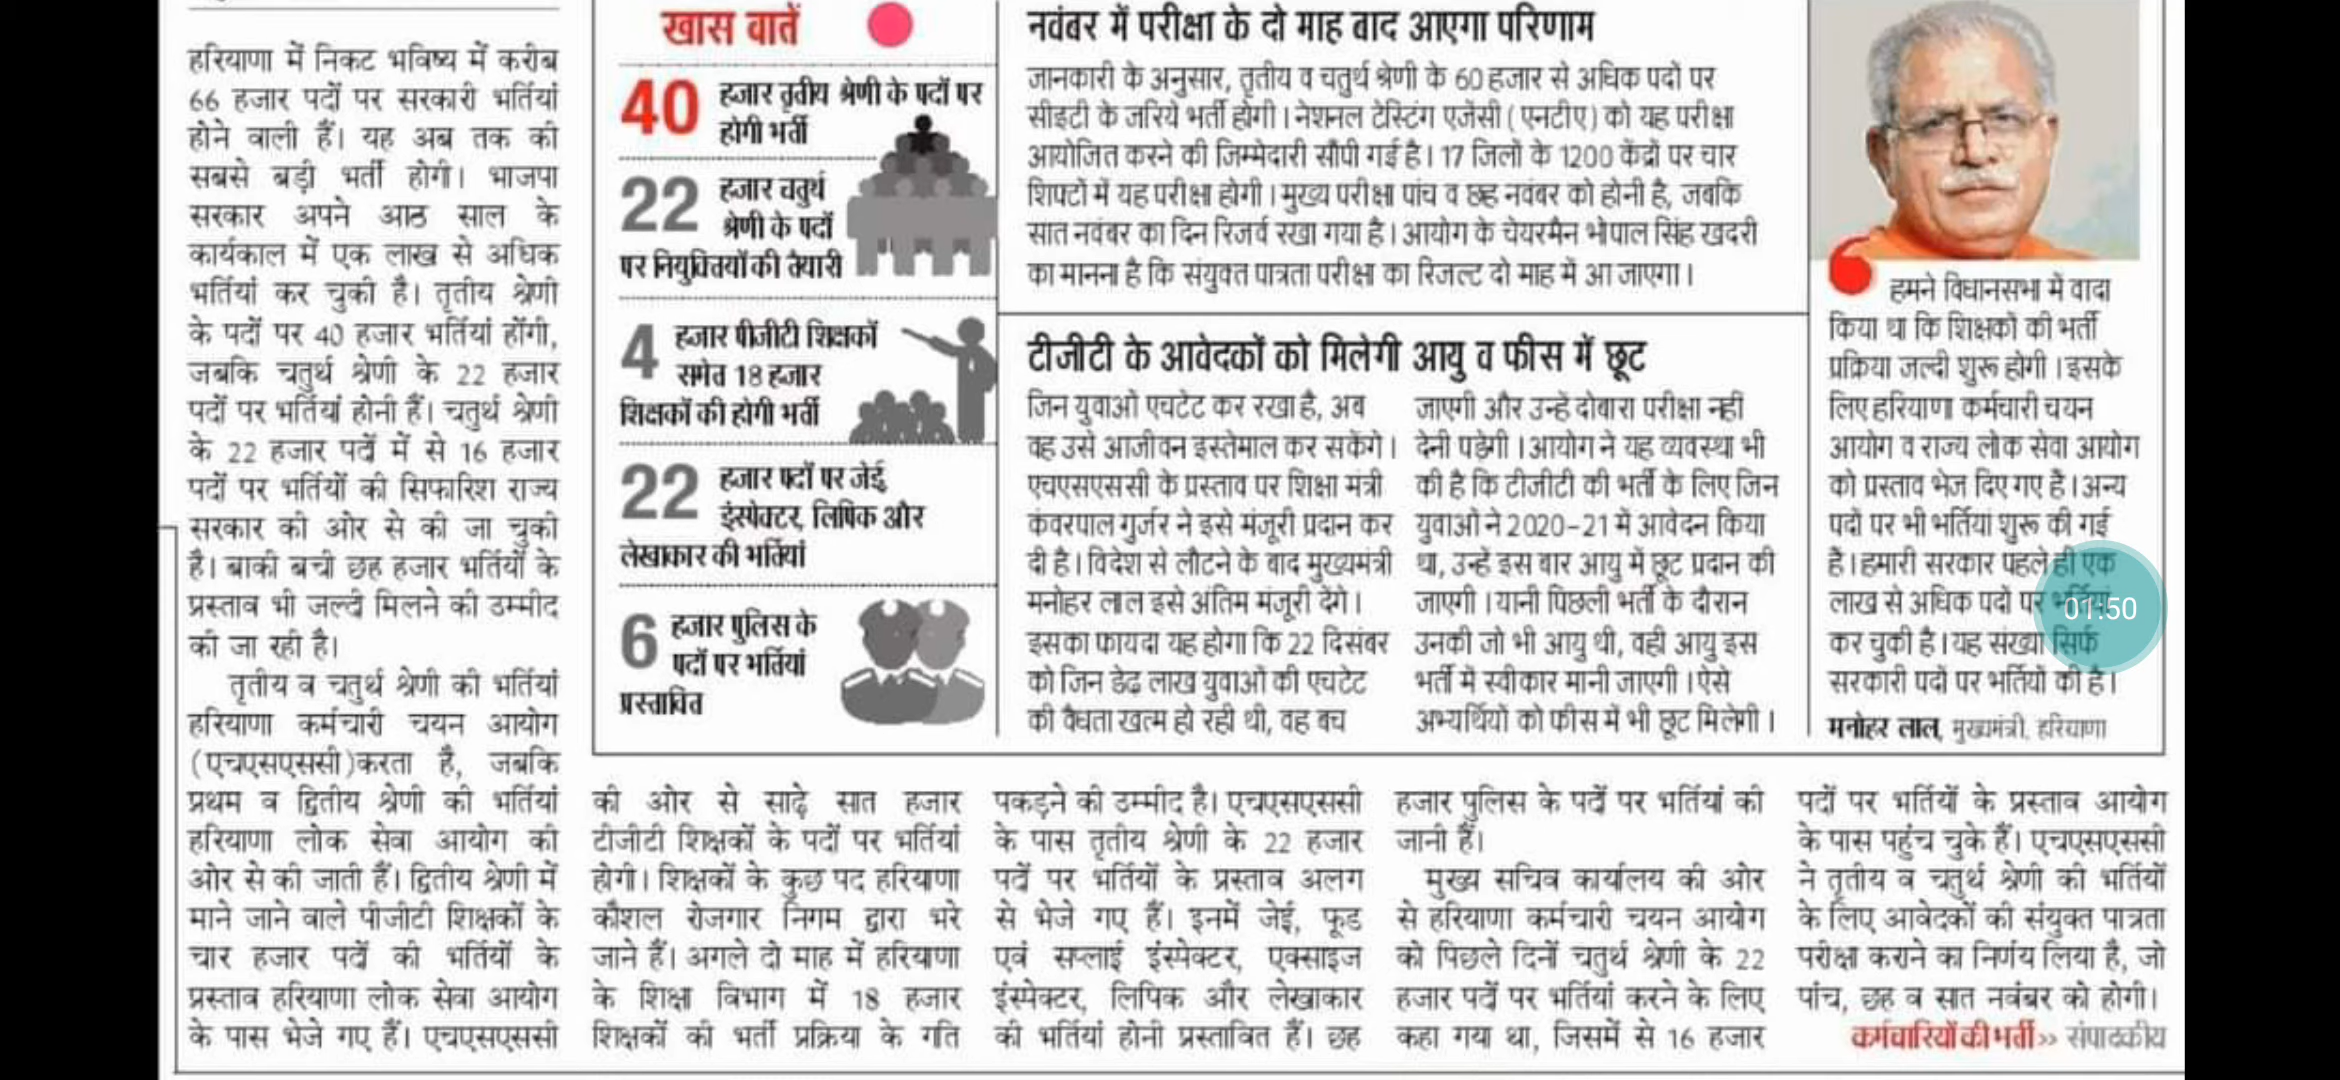 हरियाणा में निकट भविष्य में करीब
66 हजार पदों पर सरकारी भर्तियां
होने वाली हैं। यह अब तक की
सबसे बड़ी भर्ती होगी। भाजपा
सरकार अपने आठ साल के
कार्यकाल में एक लाख से अधिक
भर्तियां कर चुकी है। तृतीय श्रेणी
के पदों पर 40 हजार भर्तियां होंगी,
जबकि चतुर्थ श्रेणी के 22 हजार
पदों पर भर्तियां होनी हैं। चतुर्थ श्रेणी
के 22 हजार पदों में से 16 हजार
पदों पर भर्तियों की सिफारिश राज्य
सरकार की ओर से की जा चुकी
है। बाकी बची छह हजार भर्तियों के
प्रस्ताव भी जल्दी मिलने की उम्मीद
की जा रही है।
तृतीय व चतुर्थ श्रेणी की भर्तियां
हरियाणा कर्मचारी चयन आयोग
(एचएसएससी)करता है, जबकि
प्रथम व द्वितीय श्रेणी की भर्तियां
हरियाणा लोक सेवा आयोग की
ओर से की जाती हैं। द्वितीय श्रेणी में
माने जाने वाले पीजीटी शिक्षकों के
चार हजार पदों की भर्तियों के
प्रस्ताव हरियाणा लोक सेवा आयोग
के पास भेजे गए हैं। एचएसएससी
खास बातें
40 हजार तृतीय श्रेणी के पदों पर
होगी भर्ती
22 हजार चतुर्थ
श्रेणी के पदों
पर नियुक्तियों की तैयारी
4 हजार पीजीटी शिक्षकों
समेत 18 हजार
शिक्षकों की होगी भर्ती
22 हजार पदों पर जेई,
इंस्पेक्टर, लिपिक और
लेखाकार की भर्तियां
6 हजार पुलिस के
पदों पर भर्तियां
प्रस्तावित
नवंबर में परीक्षा के दो माह बाद आएगा परिणाम
जानकारी के अनुसार, तृतीय व चतुर्थ श्रेणी के 60 हजार से अधिक पदों पर
सीइटी के जरिये भर्ती होगी। नेशनल टेस्टिंग एजेंसी ( एनटीए ) को यह परीक्षा
आयोजित करने की जिम्मेदारी सौंपी गई है। 17 जिलों के 1200 केंद्रों पर चार
शिफ्टों में यह परीक्षा होगी। मुख्य परीक्षा पांच व छह नवंबर को होनी है, जबकि
सात नवंबर का दिन रिजर्व रखा गया है। आयोग के चेयरमैन भोपाल सिंह खदरी
का मानना है कि संयुक्त पात्रता परीक्षा का रिजल्ट दो माह में आ जाएगा।
टीजीटी के आवेदकों को मिलेगी आयु व फीस में छूट
जिन युवाओं एचटेट कर रखा है, अब
वह उसे आजीवन इस्तेमाल कर सकेंगे।
एचएसएससी के प्रस्ताव पर शिक्षा मंत्री
कंवरपाल गुर्जर ने इसे मंजूरी प्रदान कर
दी है। विदेश से लौटने के बाद मुख्यमंत्री
मनोहर लाल इसे अंतिम मंजूरी देंगे।
इसका फायदा यह होगा कि 22 दिसंबर
को जिन डेढ़ लाख युवाओं की एचटेट
की वैधता खत्म हो रही थी, वह बच
जाएगी और उन्हें दोबारा परीक्षा नहीं
देनी पड़ेगी। आयोग ने यह व्यवस्था भी
की है कि टीजीटी की भर्ती के लिए जिन
युवाओं ने 2020-21 में आवेदन किया
था, उन्हें इस बार आयु में छूट प्रदान की
जाएगी। यानी पिछली भर्ती के दौरान
उनकी जो भी आयु थी, वही आयु इस
भर्ती में स्वीकार मानी जाएगी। ऐसे
अभ्यर्थियों को फीस में भी छूट मिलेगी।
हमने विधानसभा में वादा
किया था कि शिक्षकों की भर्ती
प्रक्रिया जल्दी शुरू होगी। इसके
लिए हरियाणा कर्मचारी चयन
आयोग व राज्य लोक सेवा आयोग
को प्रस्ताव भेज दिए गए हैं। अन्य
पदों पर भी भर्तियां शुरू की गई
हैं। हमारी सरकार पहले ही एक
लाख से अधिक पदों पर भर्तियां
कर चुकी है। यह संख्या सिर्फ
सरकारी पदों पर भर्तियों की है।
मनोहर लाल, मुख्यमंत्री, हरियाणा
01:50
की ओर से साढ़े सात हजार
टीजीटी शिक्षकों के पदों पर भर्तियां
होंगी। शिक्षकों के कुछ पद हरियाणा
कौशल रोजगार निगम द्वारा भरे
जाने हैं। अगले दो माह में हरियाणा
के शिक्षा विभाग में 18 हजार
शिक्षकों की भर्ती प्रक्रिया के गति
पकड़ने की उम्मीद है। एचएसएससी
के पास तृतीय श्रेणी के 22 हजार
पदों पर भर्तियों के प्रस्ताव अलग
से भेजे गए हैं। इनमें जेई, फूड
एवं सप्लाई इंस्पेक्टर, एक्साइज
इंस्पेक्टर, लिपिक और लेखाकार
की भर्तियां होनी प्रस्तावित हैं। छह
हजार पुलिस के पदों पर भर्तियां की
जानी हैं।
मुख्य सचिव कार्यालय की ओर
से हरियाणा कर्मचारी चयन आयोग
को पिछले दिनों चतुर्थ श्रेणी के 22
हजार पदों पर भर्तियां करने के लिए
कहा गया था, जिसमें से 16 हजार
पदों पर भर्तियों के प्रस्ताव आयोग
के पास पहुंच चुके हैं। एचएसएससी
ने तृतीय व चतुर्थ श्रेणी की भर्तियों
के लिए आवेदकों की संयुक्त पात्रता
परीक्षा कराने का निर्णय लिया है, जो
पांच, छह व सात नवंबर को होगी।
कर्मचारियों की भर्ती>> संपादकीय